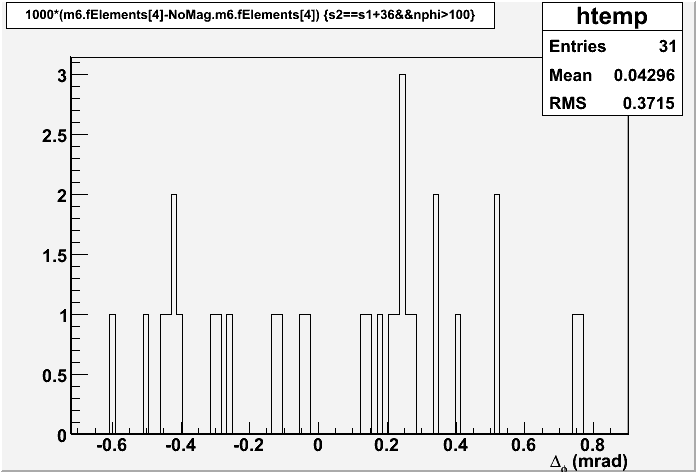 1000*(m6.fElements[4]-NoMag.m6.fElements[4]) {s2==s1+36&&nphi>100}
htemp
Entries 31
Mean 0.04296
RMS 0.3715
3
2.5
2
1.5
1
0.5
0
-0.6 -0.4 -0.2 0 0.2 0.4 0.6 0.8
Δϕ (mrad)